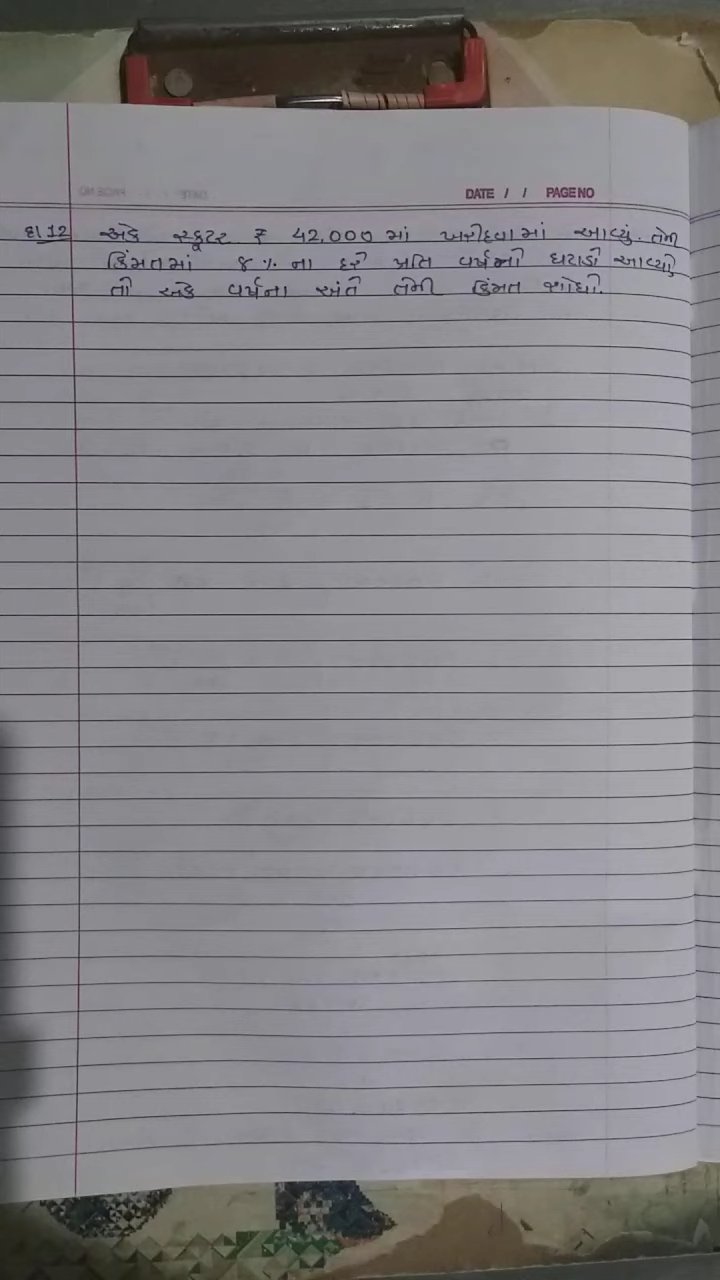 DATE / / PAGE NO
દા 12 એક સ્કૂટર ₹ 42,000 માં ખરીદવામાં આવ્યું. તેની
કિંમતમાં 8 % ના દરે પ્રતિ વર્ષનો ઘટાડો આવ્યો,
તો એક વર્ષના અંતે તેની કિંમત શોધો.